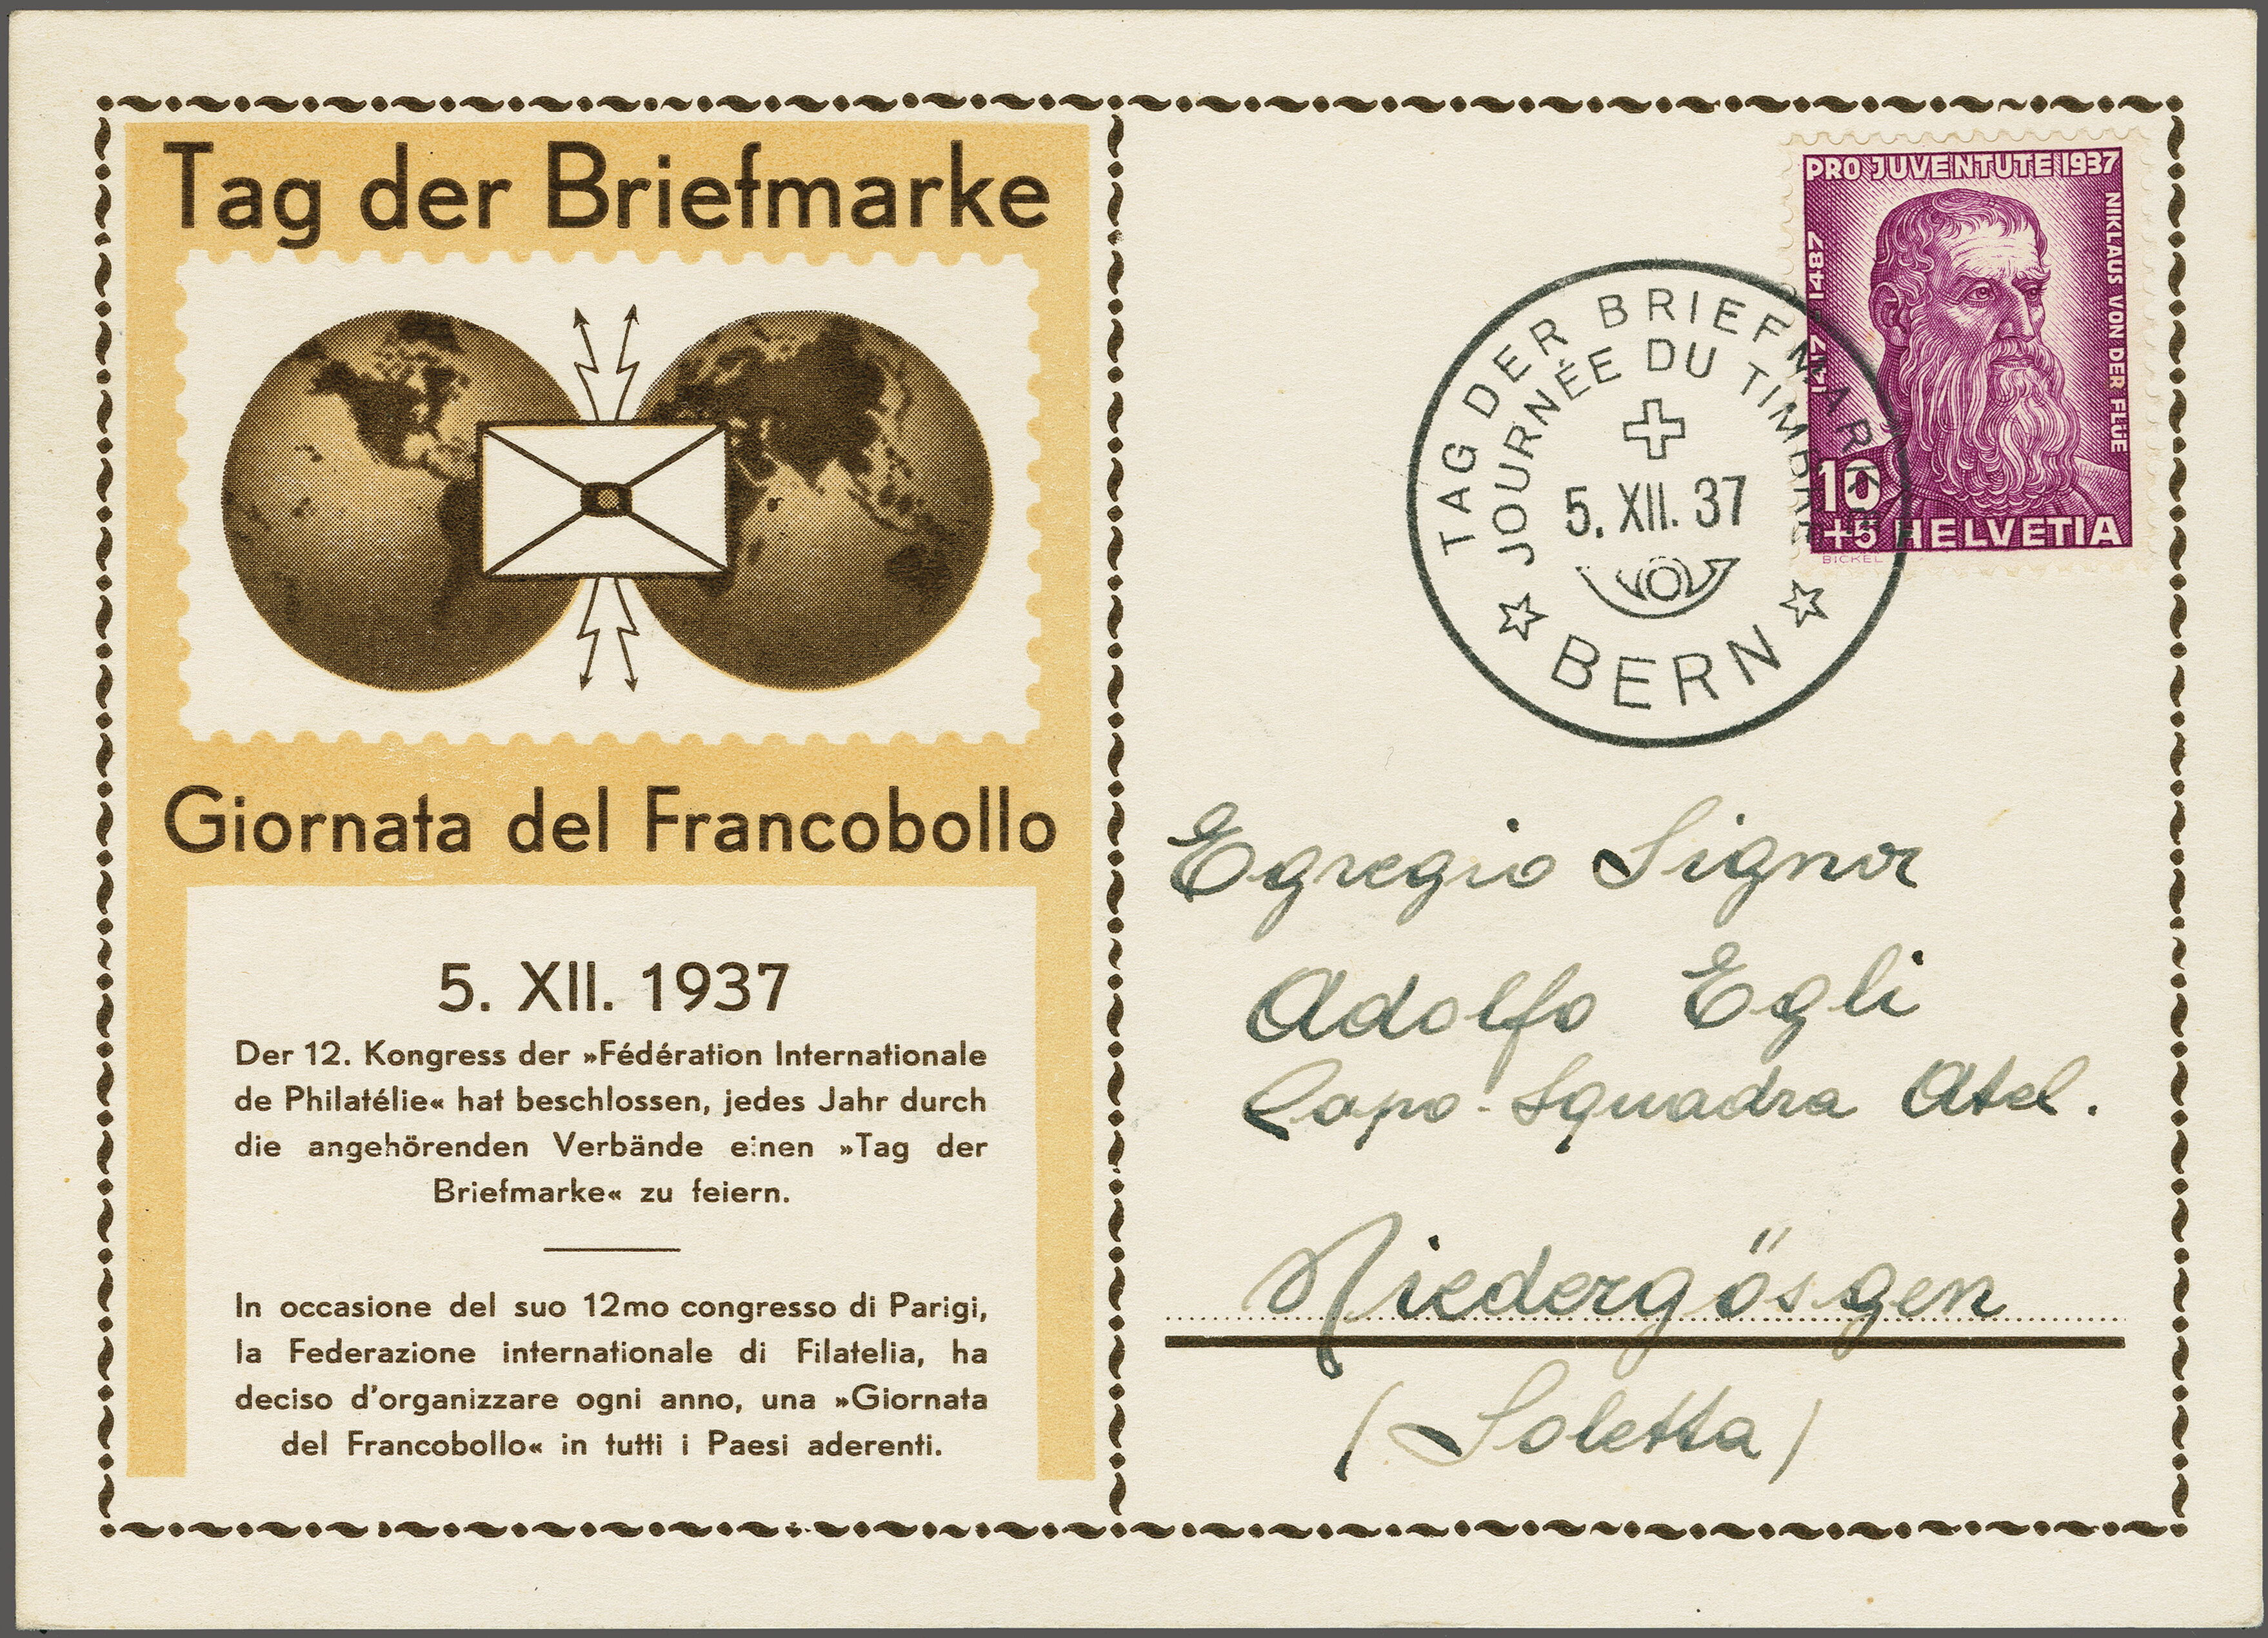 Tag der Briefmarke
Giornata del Francobollo
5. XII. 1937
Der 12. Kongress der »Fédération Internationale
de Philatélie« hat beschlossen, jedes Jahr durch
die angehörenden Verbände einen »Tag der
Briefmarke« zu feiern.
In occasione del suo 12mo congresso di Parigi,
la Federazione internationale di Filatelia, ha
deciso d'organizzare ogni anno, una »Giornata
del Francobollo« in tutti i Paesi aderenti.
PRO JUVENTUTE 1937
NIKLAUS VON DER FLUE
1417 1487
10
+5 HELVETIA
BICKEL
TAG DER BRIEFMARKE
JOURNÉE DU TIMBRE
5. XII. 37
BERN
Egregio Signor
Adolfo Egli
Capo-Squadra Atel.
Niedergösgen
(Soletta)